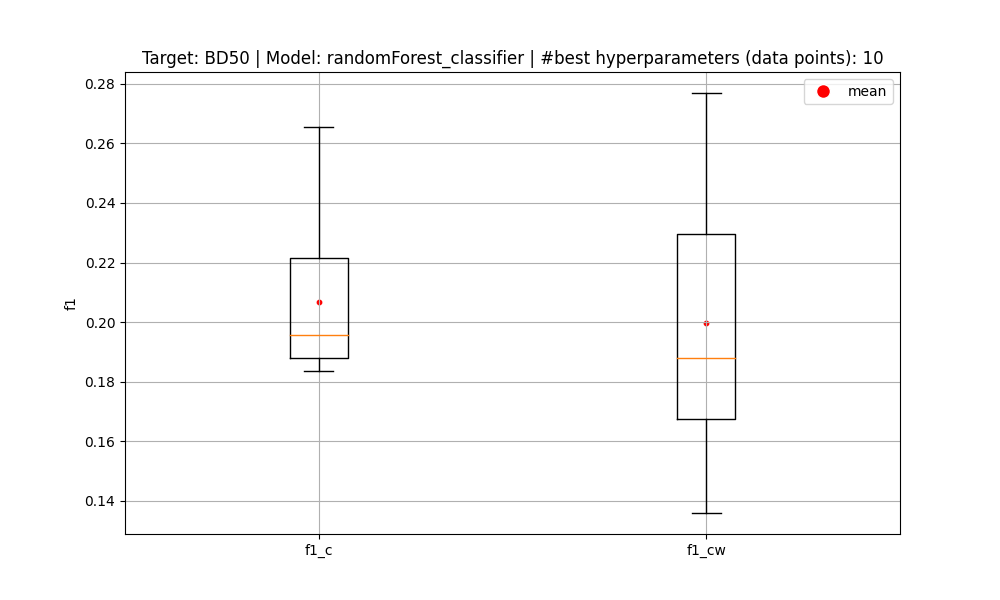 Target: BD50 | Model: randomForest_classifier | #best hyperparameters (data points): 10
mean
0.28
0.26
0.24
0.22
0.20
0.18
0.16
0.14
f1
f1_c
f1_cw